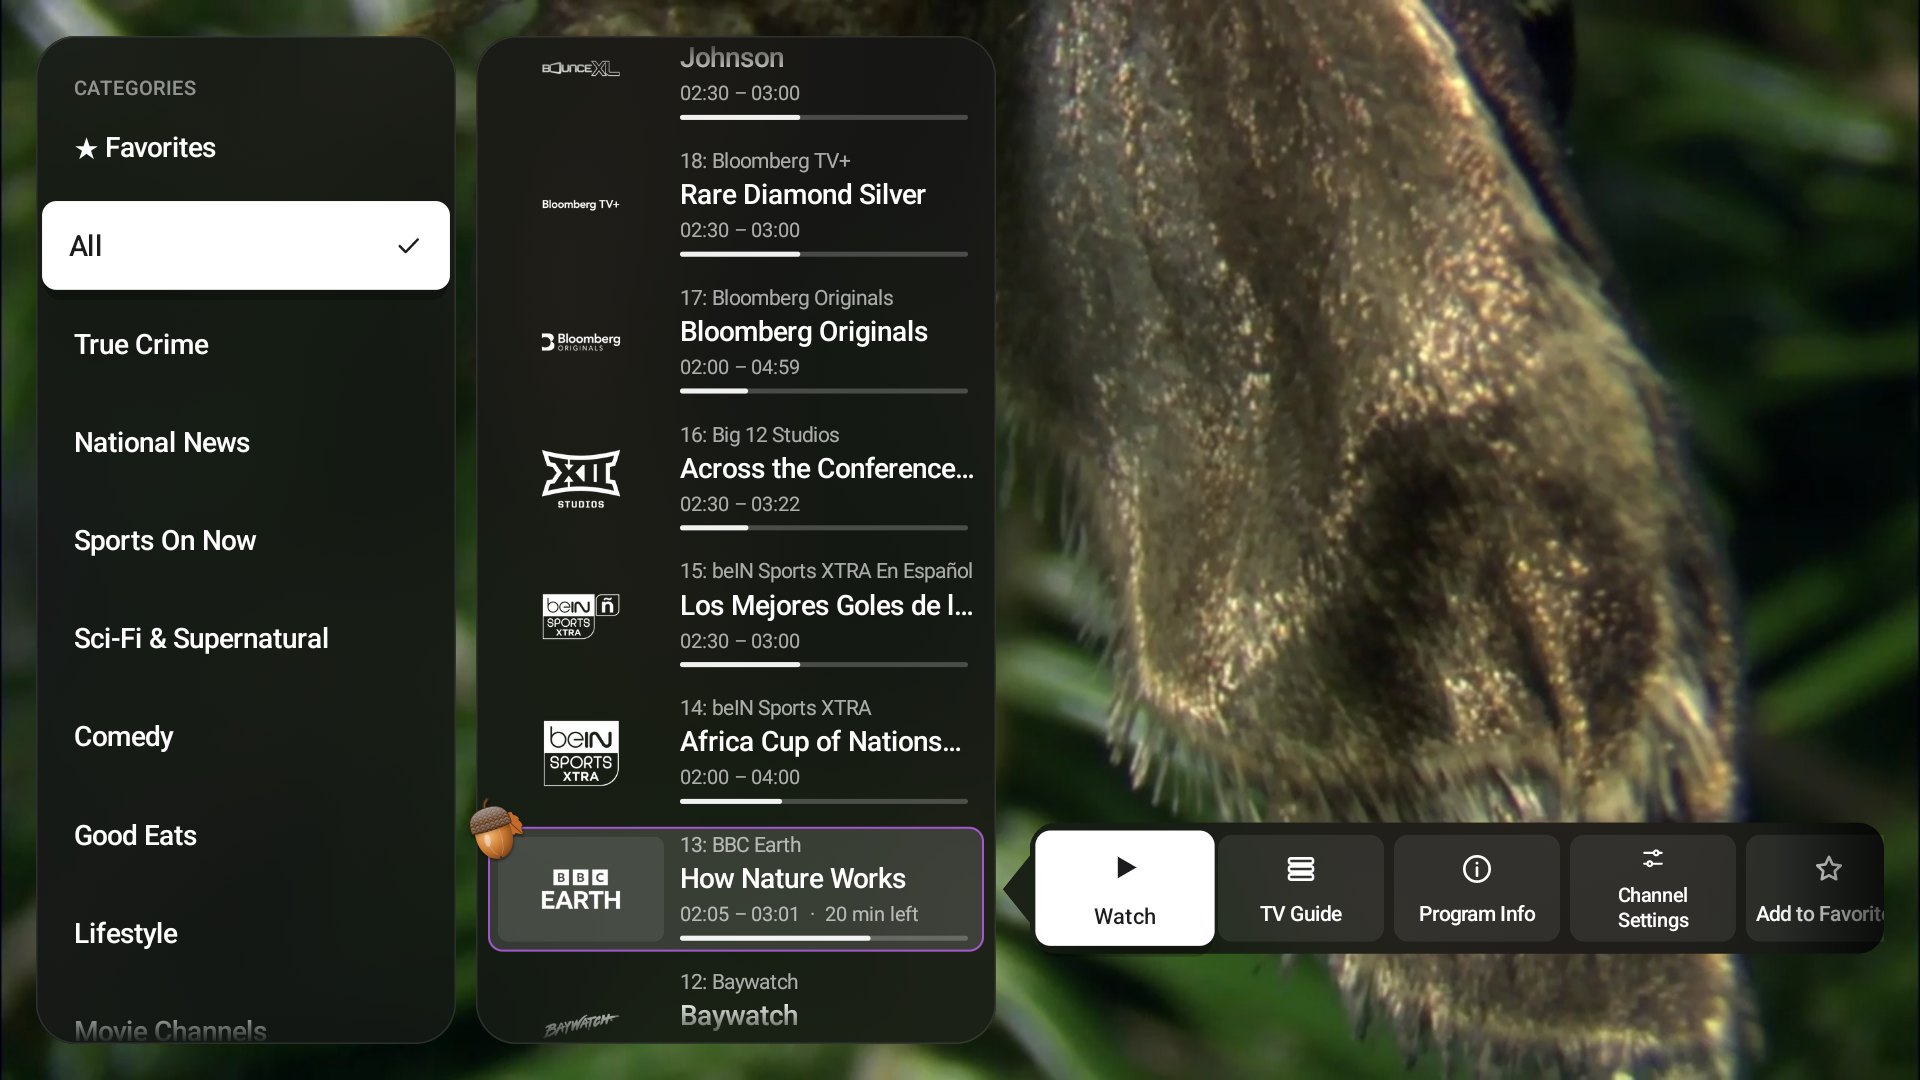 CATEGORIES
★ Favorites
All
True Crime
National News
Sports On Now
Sci-Fi & Supernatural
Comedy
Good Eats
Lifestyle
Movie Channels
BOUNCE XL
Johnson
02:30 – 03:00
Bloomberg TV+
18: Bloomberg TV+
Rare Diamond Silver
02:30 – 03:00
Bloomberg
ORIGINALS
17: Bloomberg Originals
Bloomberg Originals
02:00 – 04:59
XII
STUDIOS
16: Big 12 Studios
Across the Conference...
02:30 – 03:22
beIN ñ
SPORTS
XTRA
15: beIN Sports XTRA En Español
Los Mejores Goles de l...
02:30 – 03:00
beIN
SPORTS
XTRA
14: beIN Sports XTRA
Africa Cup of Nations...
02:00 – 04:00
BBC
EARTH
13: BBC Earth
How Nature Works
02:05 – 03:01 · 20 min left
BAYWATCH
12: Baywatch
Baywatch
Watch
TV Guide
Program Info
Channel
Settings
Add to Favorit